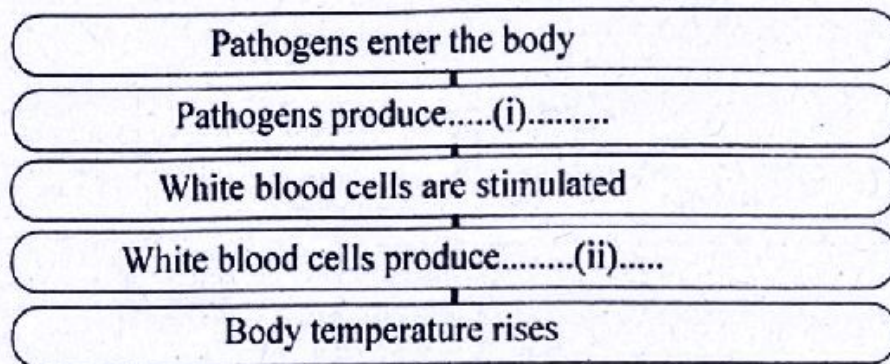 Pathogens enter the body
Pathogens produce.....(i).........
White blood cells are stimulated
White blood cells produce........(ii).....
Body temperature rises